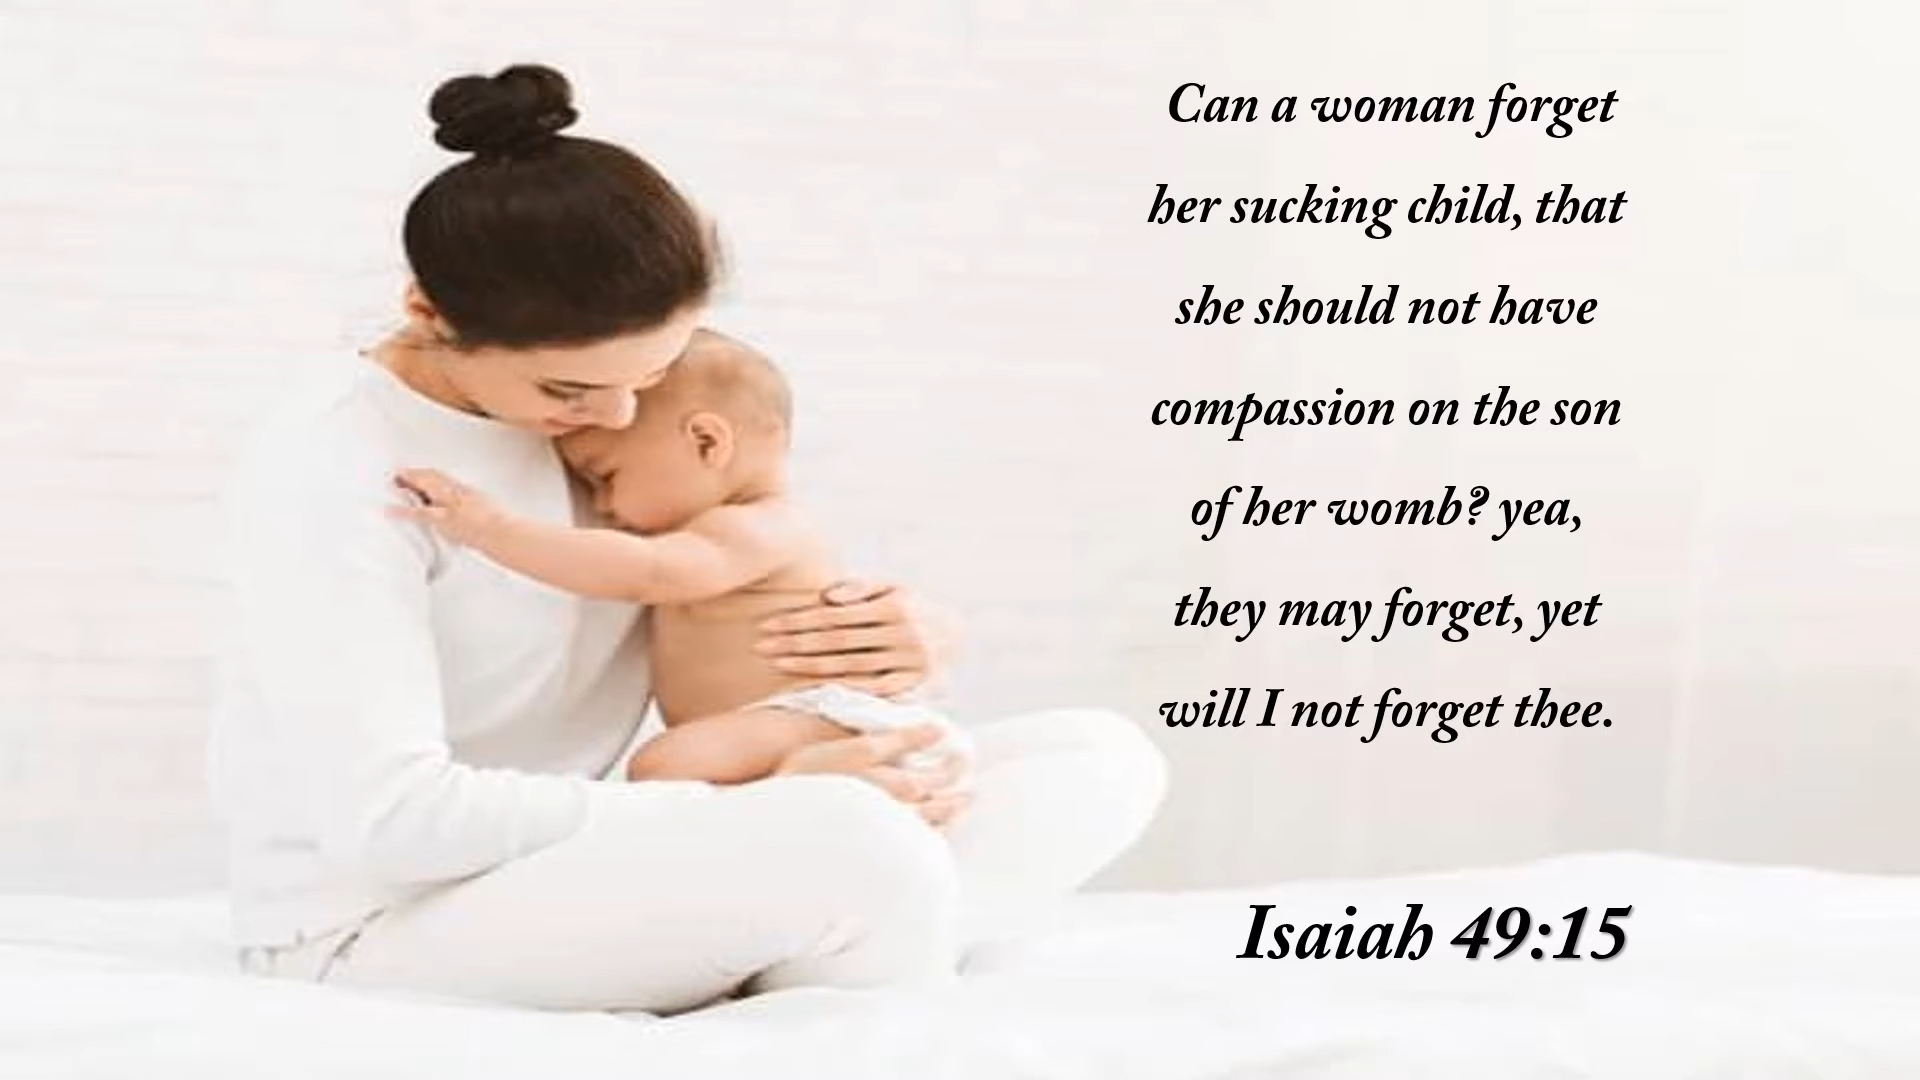 Can a woman forget
her sucking child, that
she should not have
compassion on the son
of her womb? yea,
they may forget, yet
will I not forget thee.
Isaiah 49:15